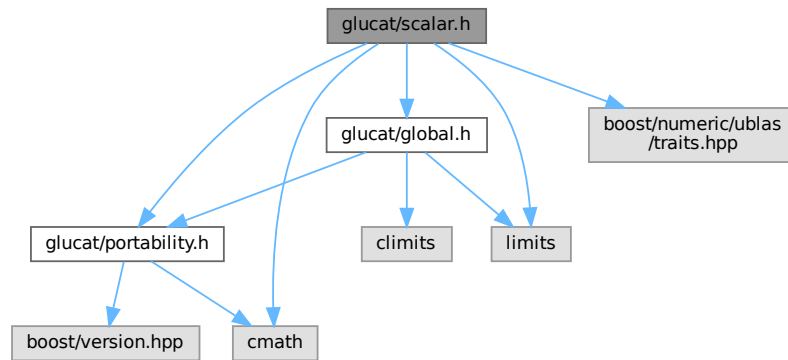 glucat/scalar.h
glucat/global.h
boost/numeric/ublas
/traits.hpp
glucat/portability.h
climits
limits
boost/version.hpp
cmath